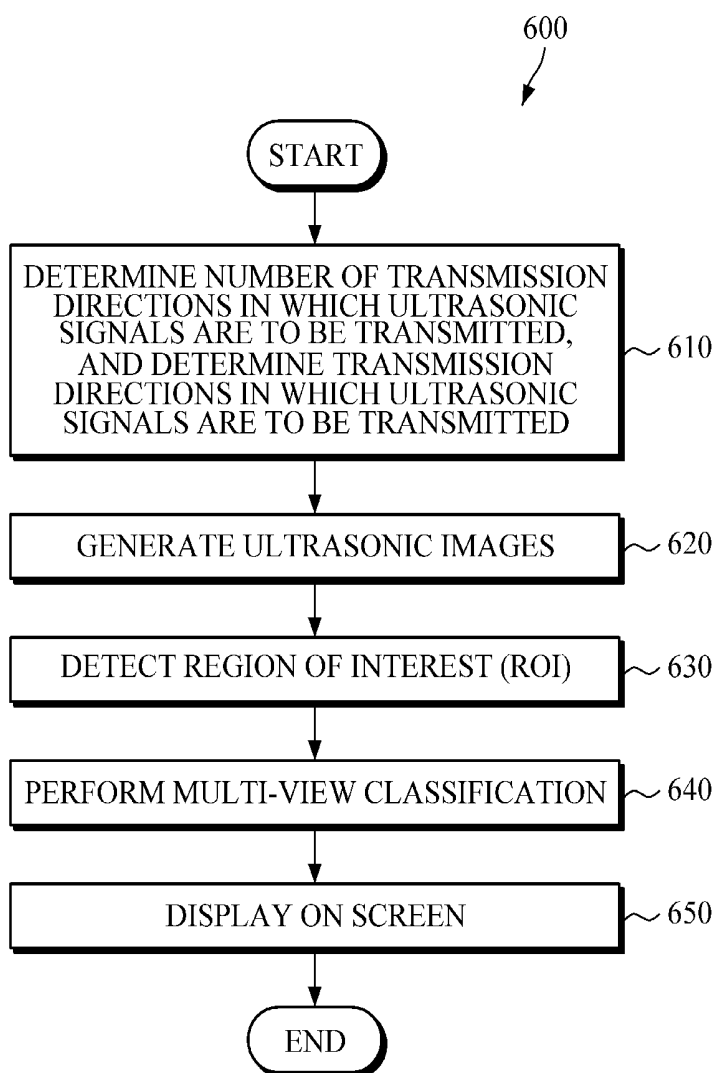 600
START
DETERMINE NUMBER OF TRANSMISSION
DIRECTIONS IN WHICH ULTRASONIC
SIGNALS ARE TO BE TRANSMITTED,
AND DETERMINE TRANSMISSION
DIRECTIONS IN WHICH ULTRASONIC
SIGNALS ARE TO BE TRANSMITTED
610
GENERATE ULTRASONIC IMAGES
620
DETECT REGION OF INTEREST (ROI)
630
PERFORM MULTI-VIEW CLASSIFICATION
640
DISPLAY ON SCREEN
650
END